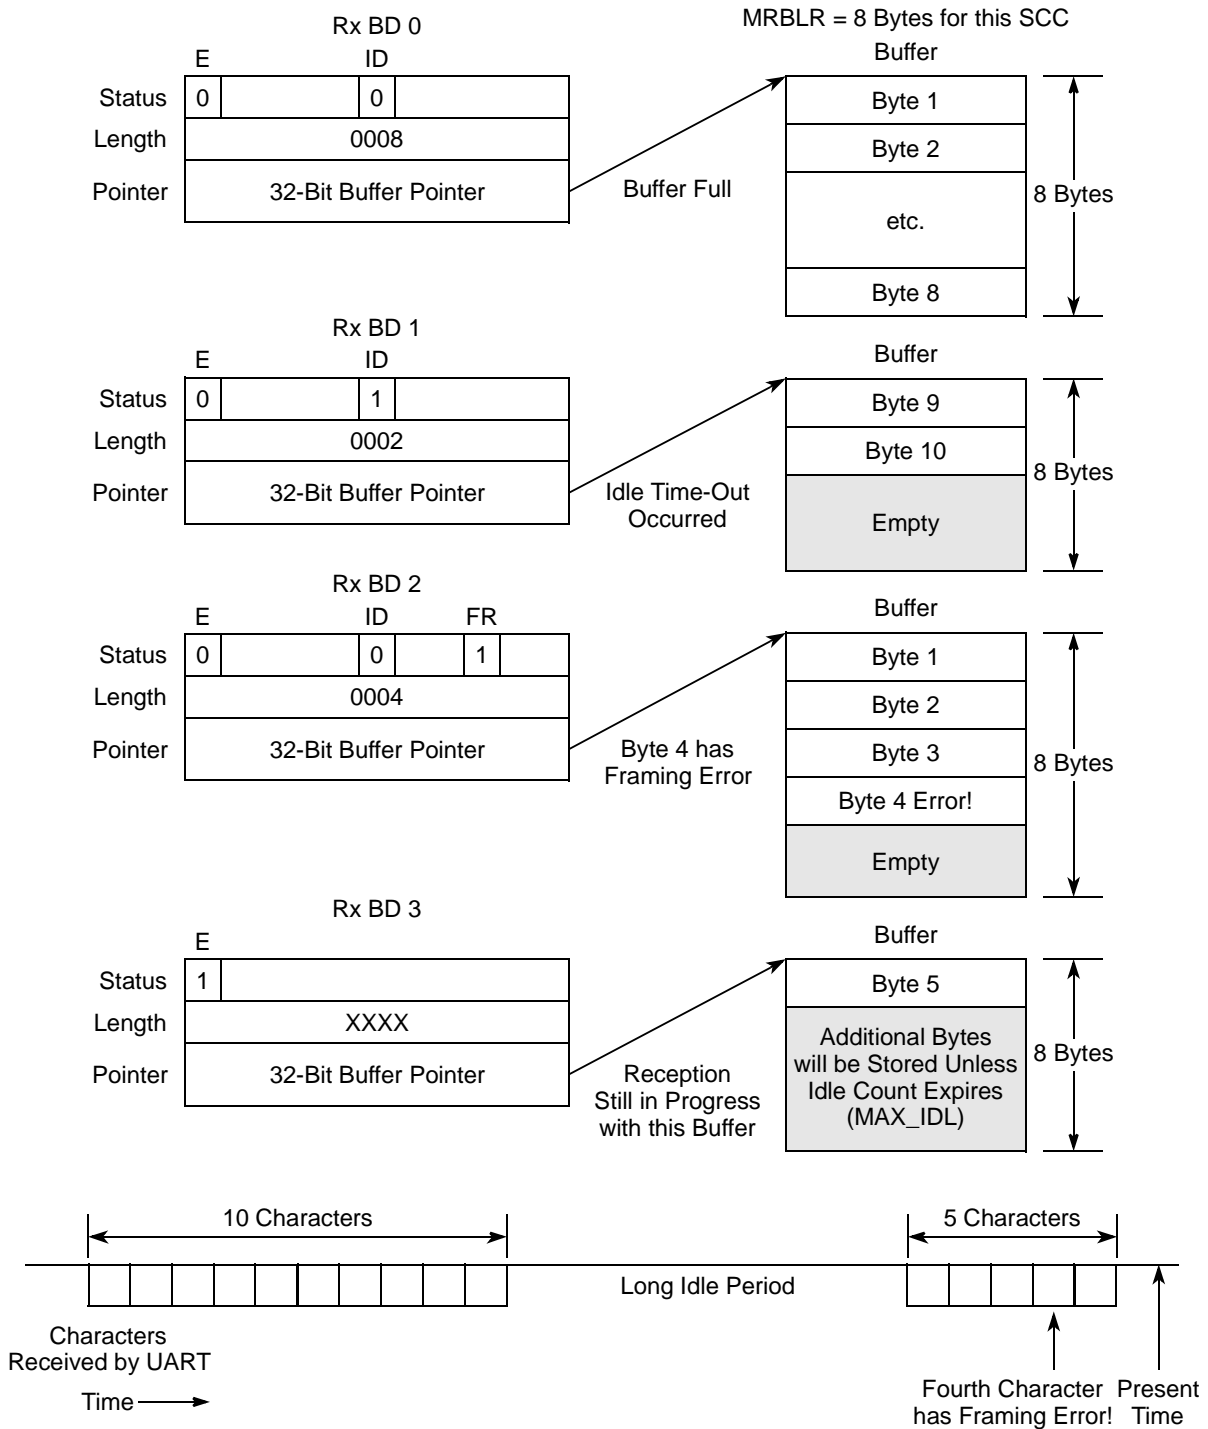 MRBLR = 8 Bytes for this SCC
Rx BD 0
Buffer
E ID
Status 0 0
Length 0008
Pointer 32-Bit Buffer Pointer
Buffer Full
Byte 1
Byte 2
etc.
Byte 8
8 Bytes
Rx BD 1
Buffer
E ID
Status 0 1
Length 0002
Pointer 32-Bit Buffer Pointer
Idle Time-Out
Occurred
Byte 9
Byte 10
Empty
8 Bytes
Rx BD 2
Buffer
E ID FR
Status 0 0 1
Length 0004
Pointer 32-Bit Buffer Pointer
Byte 4 has
Framing Error
Byte 1
Byte 2
Byte 3
Byte 4 Error!
Empty
8 Bytes
Rx BD 3
Buffer
E
Status 1
Length XXXX
Pointer 32-Bit Buffer Pointer
Reception
Still in Progress
with this Buffer
Byte 5
Additional Bytes
will be Stored Unless
Idle Count Expires
(MAX_IDL)
8 Bytes
10 Characters
5 Characters
Long Idle Period
Characters
Received by UART
Time
Fourth Character
has Framing Error!
Present
Time